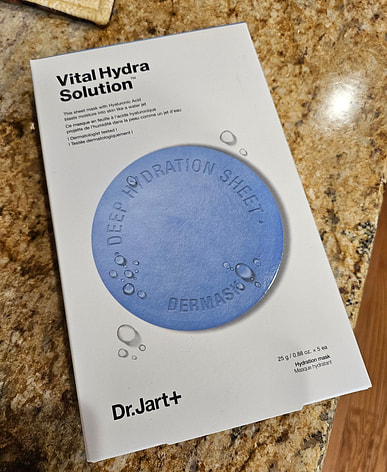 Vital Hydra
Solution™
This sheet mask with Hyaluronic Acid
blasts moisture into skin like a water jet
Ce masque en feuille à l'acide hyaluronique
projette de l'humidité dans la peau comme un jet d'eau
! Dermatologist tested !
! Testée dermatologiquement !
• DEEP HYDRATION SHEET •
DERMASK
25 g / 0.88 oz. x 5 ea
Hydration mask
Masque hydratant
Dr.Jart+